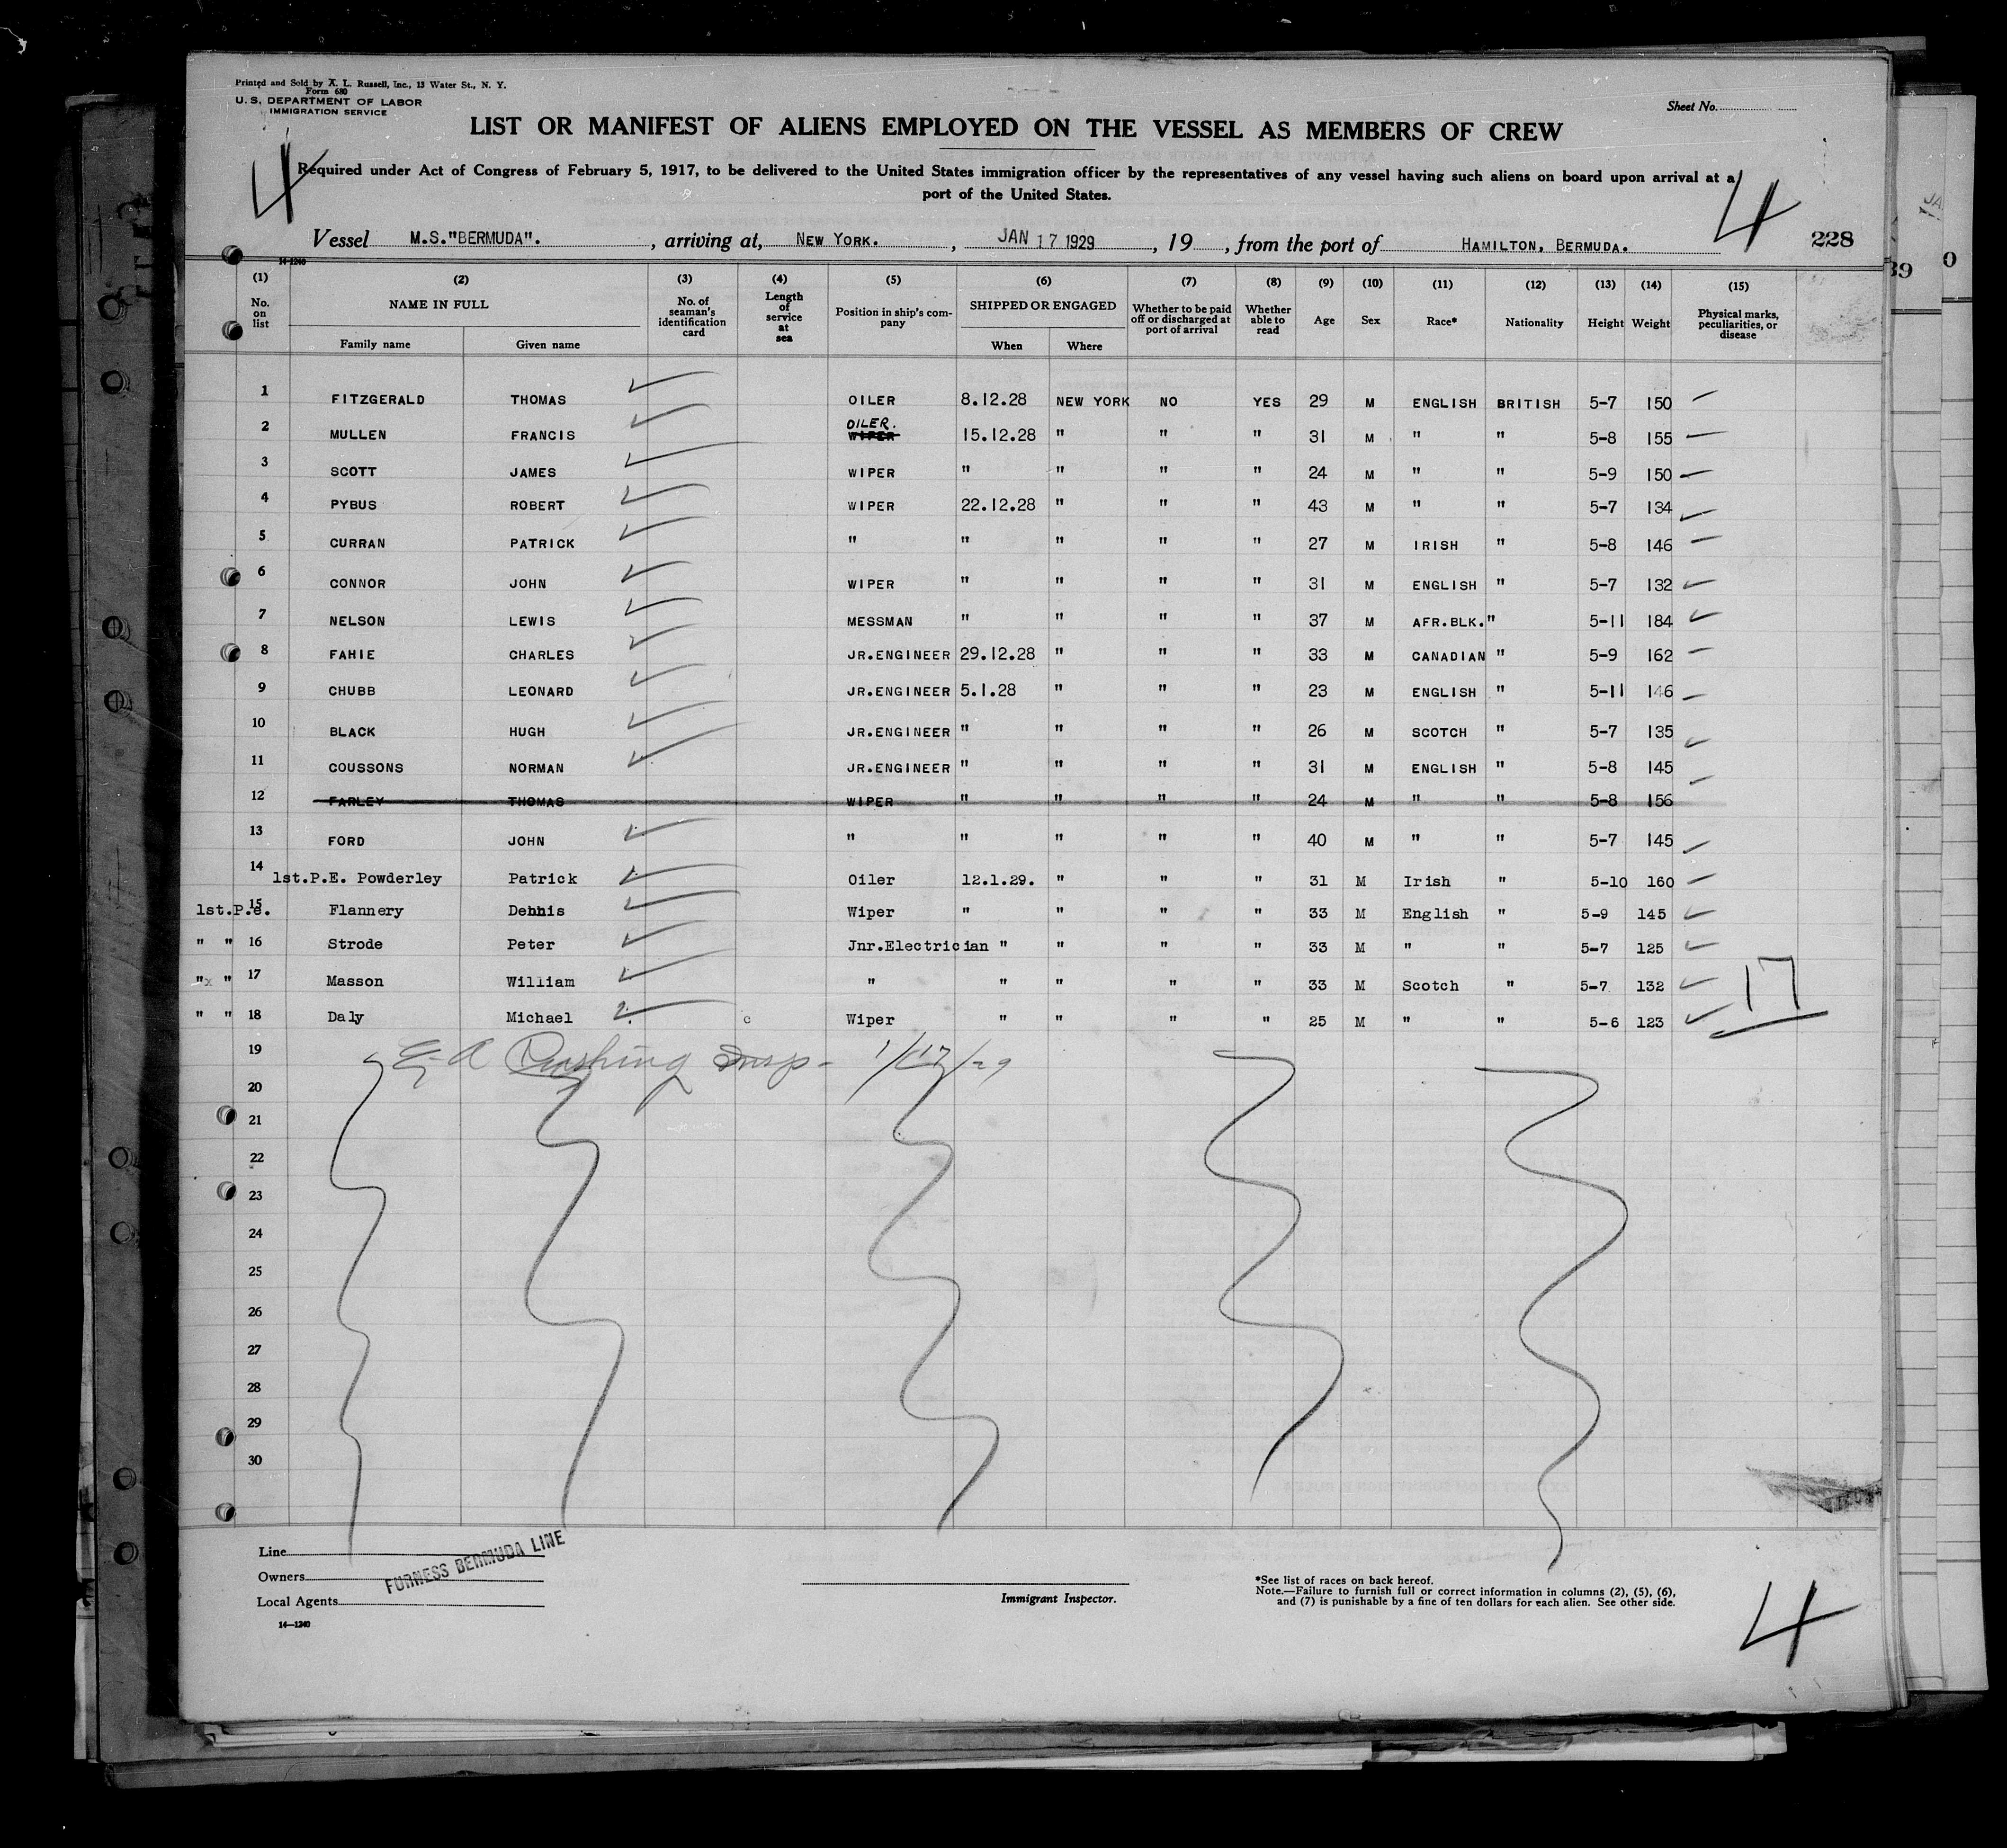 Printed and Sold by X. L. Russell, Inc., 13 Water St., N. Y.
Form 680
U. S. DEPARTMENT OF LABOR
IMMIGRATION SERVICE
Sheet No.
LIST OR MANIFEST OF ALIENS EMPLOYED ON THE VESSEL AS MEMBERS OF CREW
4 4
Required under Act of Congress of February 5, 1917, to be delivered to the United States immigration officer by the representatives of any vessel having such aliens on board upon arrival at a
port of the United States.
Vessel M.S."BERMUDA". , arriving at, NEW YORK. , JAN 17 1929 , 19 , from the port of HAMILTON, BERMUDA. 228
14-1240
(1) No. on list (2) NAME IN FULL Family name Given name (3) No. of seaman's identification card (4) Length of service at sea (5) Position in ship's company (6) SHIPPED OR ENGAGED When Where (7) Whether to be paid off or discharged at port of arrival (8) Whether able to read (9) Age (10) Sex (11) Race* (12) Nationality (13) Height (14) Weight (15) Physical marks, peculiarities, or disease
1 FITZGERALD THOMAS OILER 8.12.28 NEW YORK NO YES 29 M ENGLISH BRITISH 5-7 150
2 MULLEN FRANCIS OILER. WIPER 15.12.28 " " " 31 M " " 5-8 155
3 SCOTT JAMES WIPER " " " " 24 M " " 5-9 150
4 PYBUS ROBERT WIPER 22.12.28 " " " 43 M " " 5-7 134
5 CURRAN PATRICK " " " " " 27 M IRISH " 5-8 146
6 CONNOR JOHN WIPER " " " " 31 M ENGLISH " 5-7 132
7 NELSON LEWIS MESSMAN " " " " 37 M AFR.BLK. " 5-11 184
8 FAHIE CHARLES JR.ENGINEER 29.12.28 " " " 33 M CANADIAN " 5-9 162
9 CHUBB LEONARD JR.ENGINEER 5.1.28 " " " 23 M ENGLISH " 5-11 146
10 BLACK HUGH JR.ENGINEER " " " " 26 M SCOTCH " 5-7 135
11 COUSSONS NORMAN JR.ENGINEER " " " " 31 M ENGLISH " 5-8 145
12 FARLEY THOMAS WIPER " " " " 24 M " " 5-8 156
13 FORD JOHN " " " " " 40 M " " 5-7 145
14 1st.P.E. Powderley Patrick Oiler 12.1.29. " " " 31 M Irish " 5-10 160
1st.P.e. 15 Flannery Dennis Wiper " " " " 33 M English " 5-9 145
" " 16 Strode Peter Jnr.Electrician " " " " 33 M " " 5-7 125
"x " 17 Masson William " " " " " 33 M Scotch " 5-7 132 17
" " 18 Daly Michael c Wiper " " " " 25 M " " 5-6 123
19 E. A. Cushing Insp- 1/17/29
20
21
22
23
24
25
26
27
28
29
30
Line
Owners
FURNESS BERMUDA LINE
Local Agents
14—1240
Immigrant Inspector.
*See list of races on back hereof.
Note.—Failure to furnish full or correct information in columns (2), (5), (6),
and (7) is punishable by a fine of ten dollars for each alien. See other side.
4